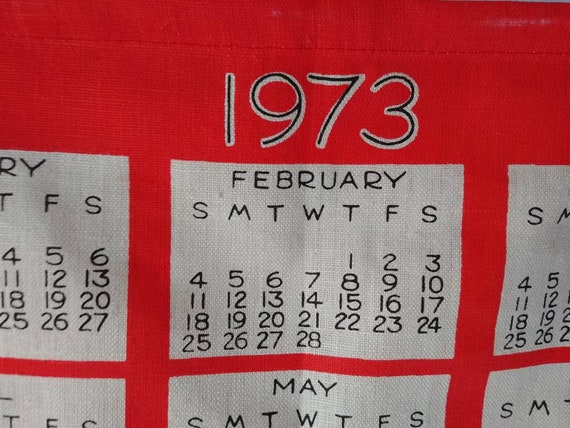 1973
RY
T F S
4 5 6
11 12 13
18 19 20
25 26 27
FEBRUARY
S M T W T F S
1 2 3
4 5 6 7 8 9 10
11 12 13 14 15 16 17
18 19 20 21 22 23 24
25 26 27 28
S M
4 5
11 12
18 19
25 26
T F S
MAY
S M T W T F S
S M